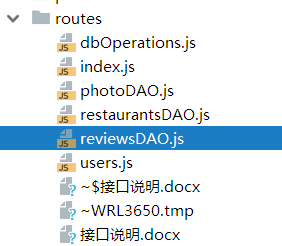 routes
dbOperations.js
index.js
photoDAO.js
restaurantsDAO.js
reviewsDAO.js
users.js
~$接口说明.docx
~WRL3650.tmp
接口说明.docx